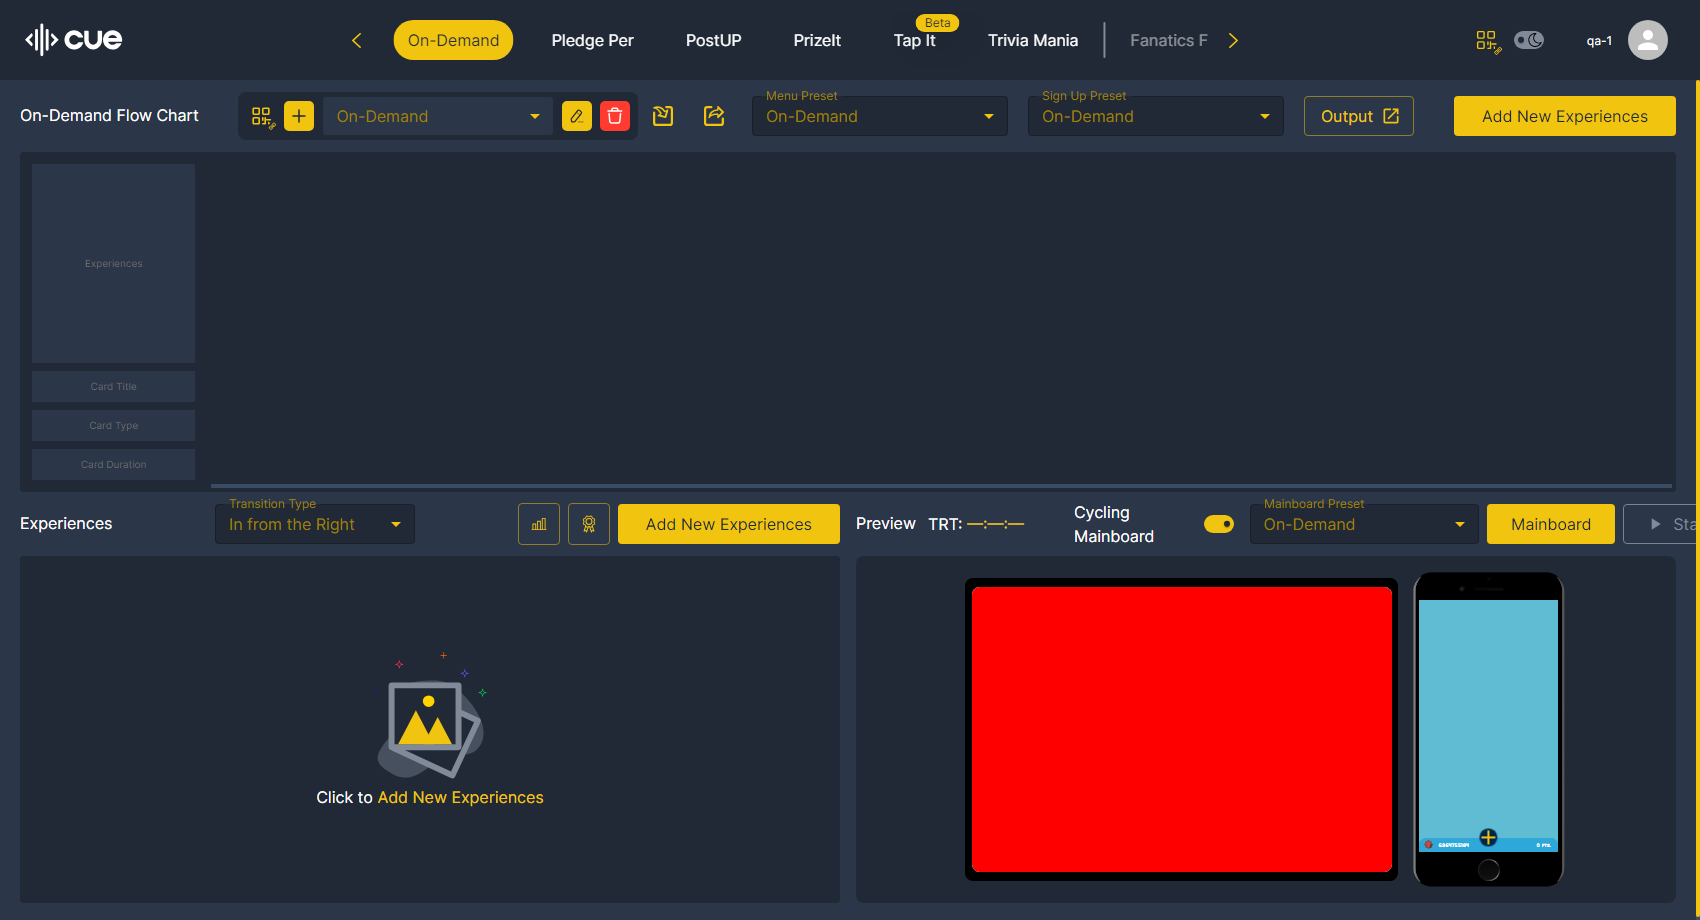 cue
On-Demand
Pledge Per
PostUP
PrizeIt
Beta
Tap It
Trivia Mania
Fanatics F
qa-1
On-Demand Flow Chart
On-Demand
Menu Preset
On-Demand
Sign Up Preset
On-Demand
Output
Add New Experiences
Experiences
Card Title
Card Type
Card Duration
Experiences
Transition Type
In from the Right
Add New Experiences
Preview
TRT: —:—:—
Cycling
Mainboard
Mainboard Preset
On-Demand
Mainboard
Sta
Click to Add New Experiences
0 PTS.